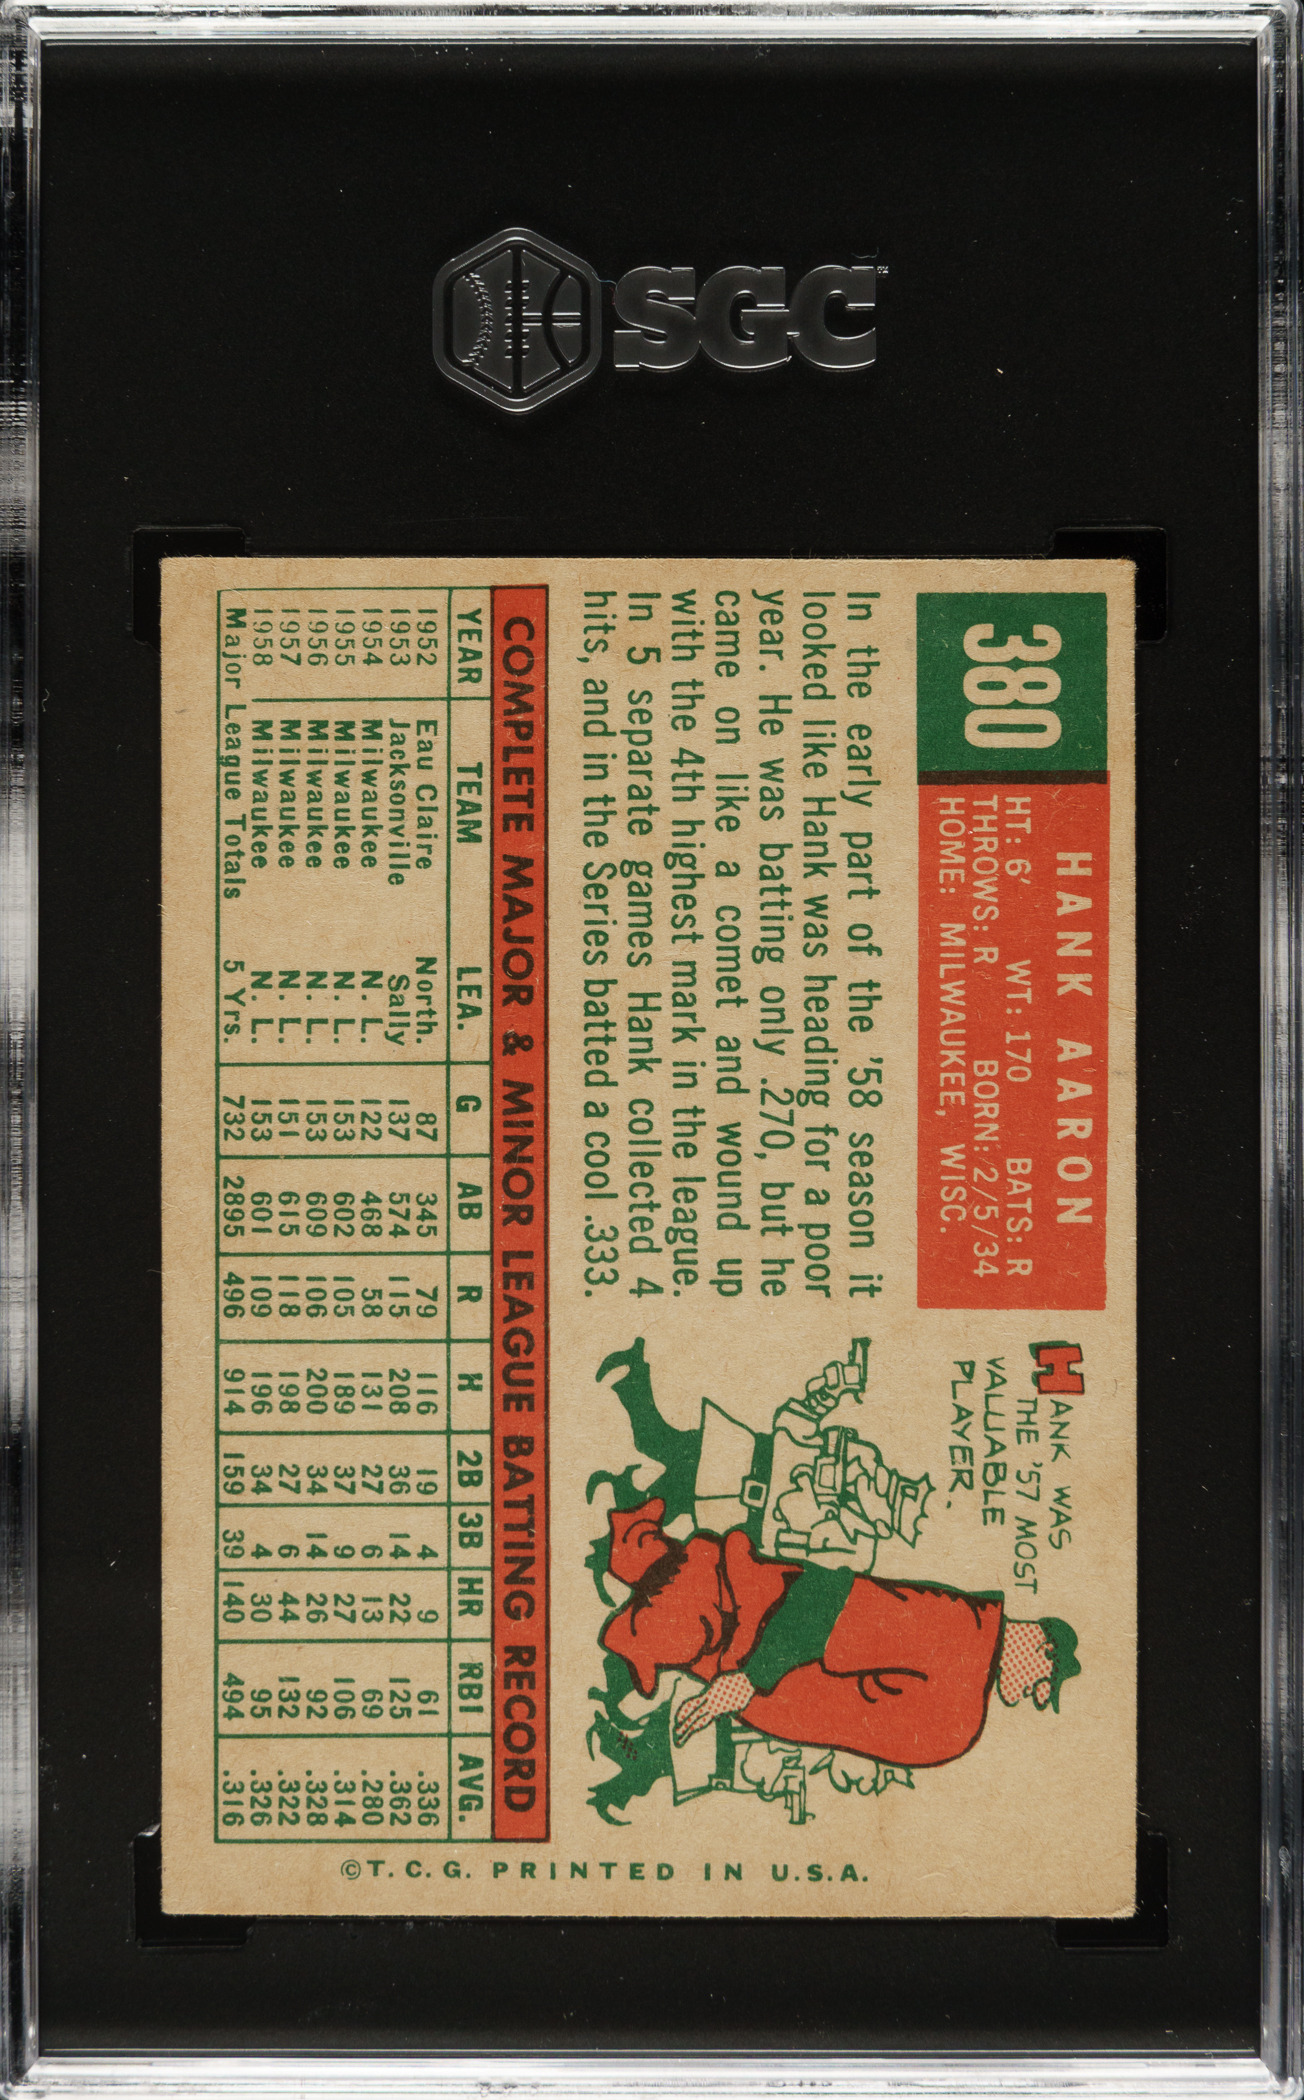 SGC
380
HANK AARON
HT: 6' WT: 170 BATS: R
THROWS: R BORN: 2/5/34
HOME: MILWAUKEE, WISC.
In the early part of the '58 season it
looked like Hank was heading for a poor
year. He was batting only .270, but he
came on like a comet and wound up
with the 4th highest mark in the league.
In 5 separate games Hank collected 4
hits, and in the Series batted a cool .333.
HANK WAS
THE '57 MOST
VALUABLE
PLAYER.
COMPLETE MAJOR & MINOR LEAGUE BATTING RECORD
YEAR TEAM LEA. G AB R H 2B 3B HR RBI AVG.
1952 Eau Claire North. 87 345 79 116 19 4 9 61 .336
1953 Jacksonville Sally 137 574 115 208 36 14 22 125 .362
1954 Milwaukee N. L. 122 468 58 131 27 6 13 69 .280
1955 Milwaukee N. L. 153 602 105 189 37 9 27 106 .314
1956 Milwaukee N. L. 153 609 106 200 34 14 26 92 .328
1957 Milwaukee N. L. 151 615 118 198 27 6 44 132 .322
1958 Milwaukee N. L. 153 601 109 196 34 4 30 95 .326
Major League Totals 5 Yrs. 732 2895 496 914 159 39 140 494 .316
©T. C. G. PRINTED IN U.S.A.